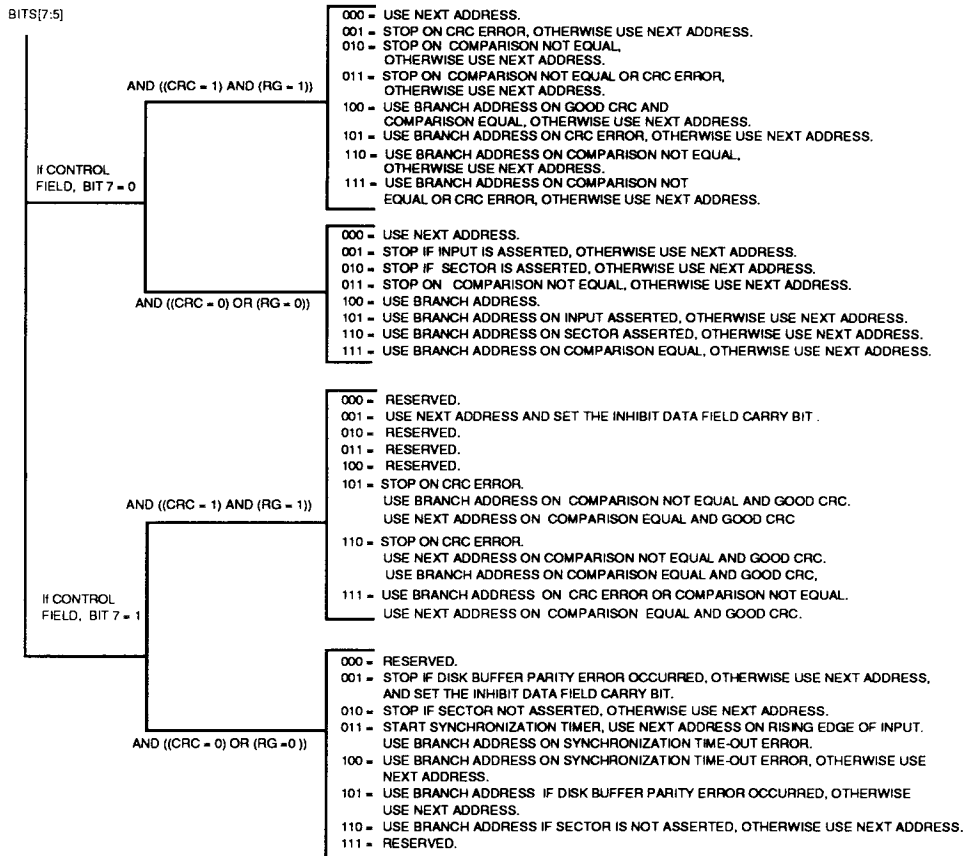 BITS[7:5]
000 = USE NEXT ADDRESS.
001 = STOP ON CRC ERROR, OTHERWISE USE NEXT ADDRESS.
010 = STOP ON COMPARISON NOT EQUAL,
OTHERWISE USE NEXT ADDRESS.
011 = STOP ON COMPARISON NOT EQUAL OR CRC ERROR,
OTHERWISE USE NEXT ADDRESS.
AND ((CRC = 1) AND (RG = 1))
100 = USE BRANCH ADDRESS ON GOOD CRC AND
COMPARISON EQUAL, OTHERWISE USE NEXT ADDRESS.
101 = USE BRANCH ADDRESS ON CRC ERROR, OTHERWISE USE NEXT ADDRESS.
110 = USE BRANCH ADDRESS ON COMPARISON NOT EQUAL,
OTHERWISE USE NEXT ADDRESS.
111 = USE BRANCH ADDRESS ON COMPARISON NOT
EQUAL OR CRC ERROR, OTHERWISE USE NEXT ADDRESS.
If CONTROL
FIELD, BIT 7 = 0
000 = USE NEXT ADDRESS.
001 = STOP IF INPUT IS ASSERTED, OTHERWISE USE NEXT ADDRESS.
010 = STOP IF SECTOR IS ASSERTED, OTHERWISE USE NEXT ADDRESS.
011 = STOP ON COMPARISON NOT EQUAL, OTHERWISE USE NEXT ADDRESS.
AND ((CRC = 0) OR (RG = 0))
100 = USE BRANCH ADDRESS.
101 = USE BRANCH ADDRESS ON INPUT ASSERTED, OTHERWISE USE NEXT ADDRESS.
110 = USE BRANCH ADDRESS ON SECTOR ASSERTED, OTHERWISE USE NEXT ADDRESS.
111 = USE BRANCH ADDRESS ON COMPARISON EQUAL, OTHERWISE USE NEXT ADDRESS.
000 = RESERVED.
001 = USE NEXT ADDRESS AND SET THE INHIBIT DATA FIELD CARRY BIT .
010 = RESERVED.
011 = RESERVED.
100 = RESERVED.
101 = STOP ON CRC ERROR.
USE BRANCH ADDRESS ON COMPARISON NOT EQUAL AND GOOD CRC.
USE NEXT ADDRESS ON COMPARISON EQUAL AND GOOD CRC
AND ((CRC = 1) AND (RG = 1))
110 = STOP ON CRC ERROR.
USE NEXT ADDRESS ON COMPARISON NOT EQUAL AND GOOD CRC.
USE BRANCH ADDRESS ON COMPARISON EQUAL AND GOOD CRC,
111 = USE BRANCH ADDRESS ON CRC ERROR OR COMPARISON NOT EQUAL.
USE NEXT ADDRESS ON COMPARISON EQUAL AND GOOD CRC.
If CONTROL
FIELD, BIT 7 = 1
000 = RESERVED.
001 = STOP IF DISK BUFFER PARITY ERROR OCCURRED, OTHERWISE USE NEXT ADDRESS,
AND SET THE INHIBIT DATA FIELD CARRY BIT.
010 = STOP IF SECTOR NOT ASSERTED, OTHERWISE USE NEXT ADDRESS.
011 = START SYNCHRONIZATION TIMER, USE NEXT ADDRESS ON RISING EDGE OF INPUT.
USE BRANCH ADDRESS ON SYNCHRONIZATION TIME-OUT ERROR.
AND ((CRC = 0) OR (RG =0 ))
100 = USE BRANCH ADDRESS ON SYNCHRONIZATION TIME-OUT ERROR, OTHERWISE USE
NEXT ADDRESS.
101 = USE BRANCH ADDRESS IF DISK BUFFER PARITY ERROR OCCURRED, OTHERWISE
USE NEXT ADDRESS.
110 = USE BRANCH ADDRESS IF SECTOR IS NOT ASSERTED, OTHERWISE USE NEXT ADDRESS.
111 = RESERVED.